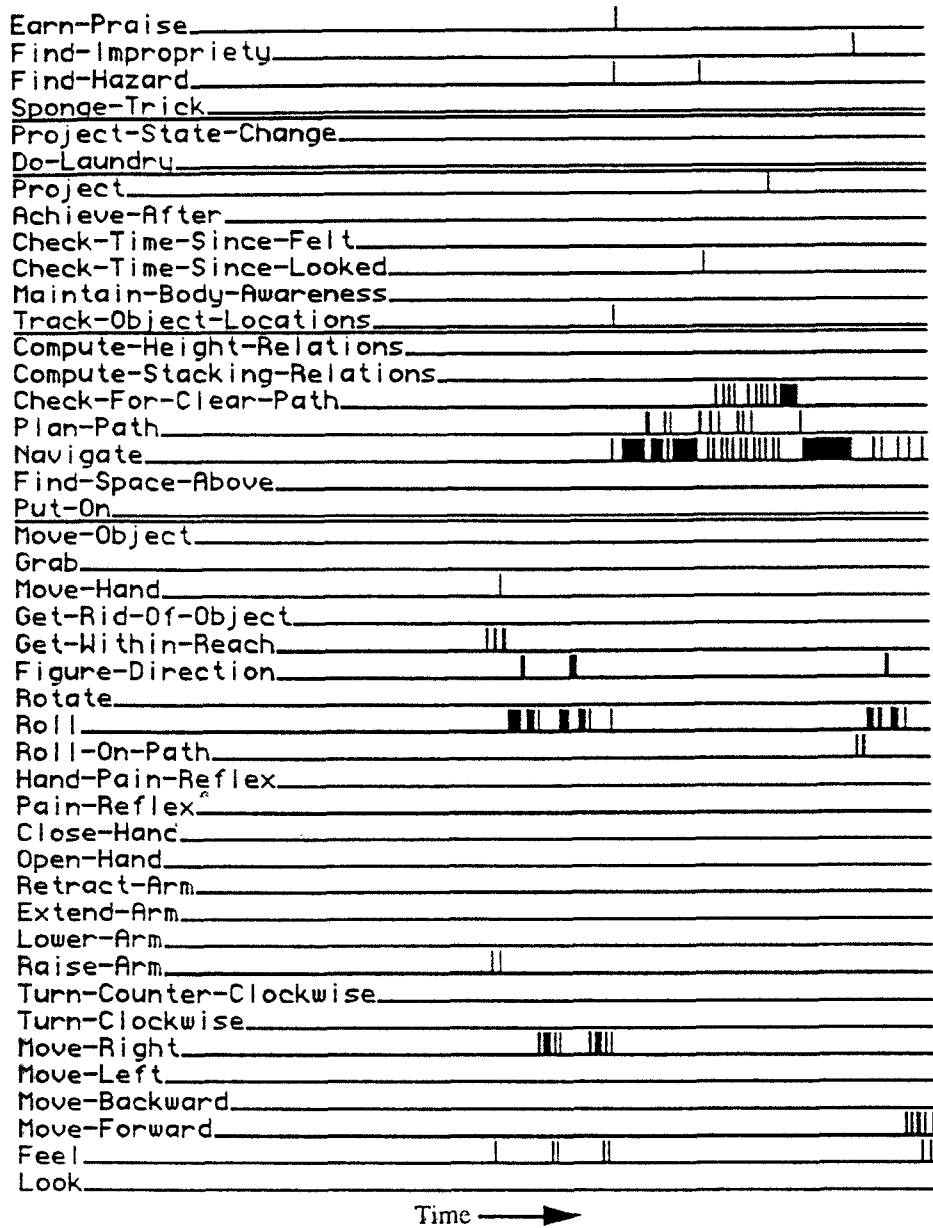 Earn-Praise
Find-Impropriety
Find-Hazard
Sponge-Trick
Project-State-Change
Do-Laundry
Project
Achieve-After
Check-Time-Since-Felt
Check-Time-Since-Looked
Maintain-Body-Awareness
Track-Object-Locations
Compute-Height-Relations
Compute-Stacking-Relations
Check-For-Clear-Path
Plan-Path
Navigate
Find-Space-Above
Put-On
Move-Object
Grab
Move-Hand
Get-Rid-Of-Object
Get-Within-Reach
Figure-Direction
Rotate
Roll
Roll-On-Path
Hand-Pain-Reflex
Pain-Reflex
Close-Hand
Open-Hand
Retract-Arm
Extend-Arm
Lower-Arm
Raise-Arm
Turn-Counter-Clockwise
Turn-Clockwise
Move-Right
Move-Left
Move-Backward
Move-Forward
Feel
Look
Time